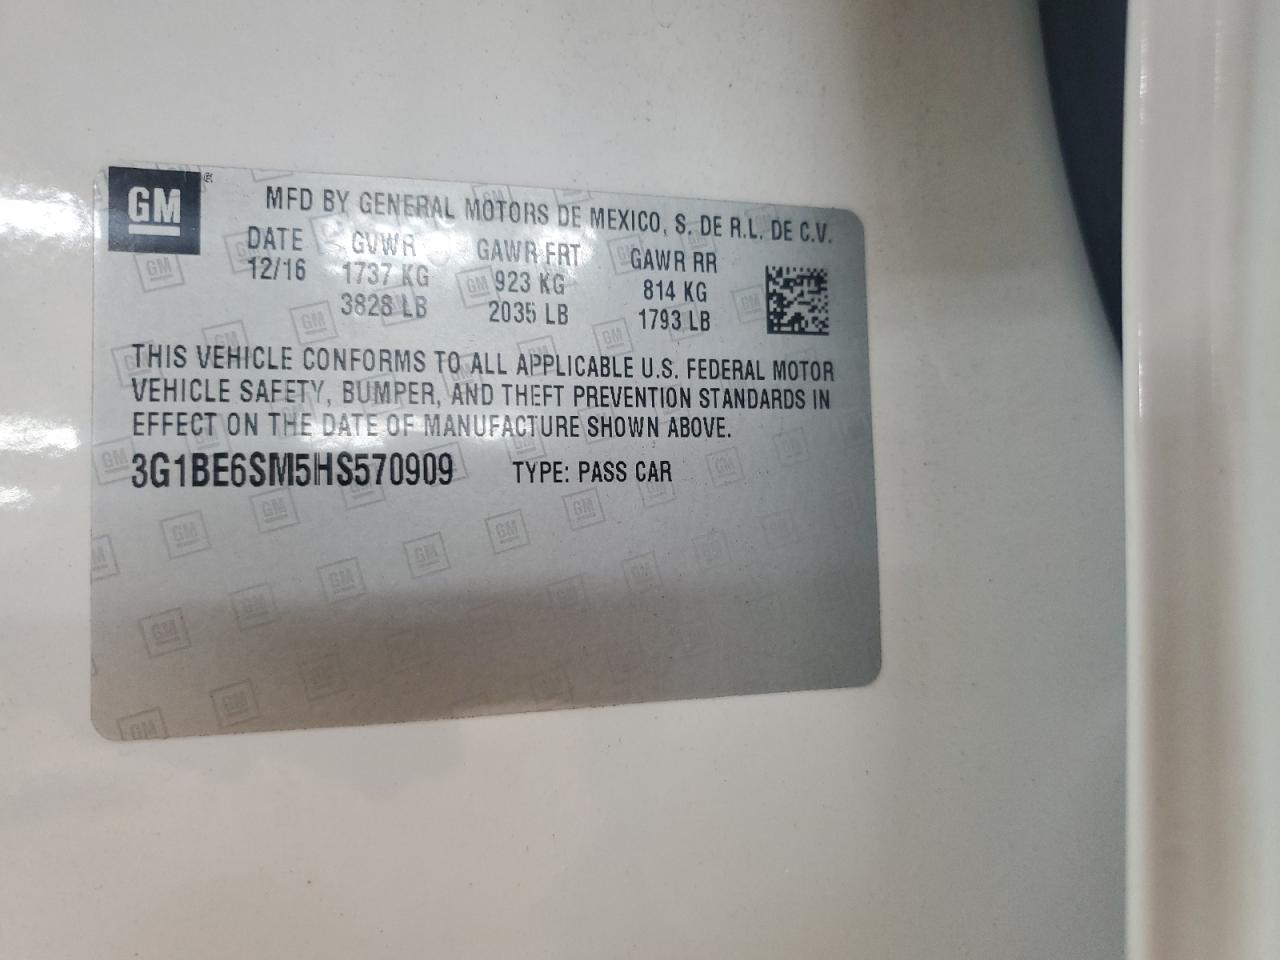 GM
MFD BY GENERAL MOTORS DE MEXICO, S. DE R.L. DE C.V.
DATE GVWR GAWR FRT GAWR RR
12/16 1737 KG 923 KG 814 KG
3828 LB 2035 LB 1793 LB
THIS VEHICLE CONFORMS TO ALL APPLICABLE U.S. FEDERAL MOTOR
VEHICLE SAFETY, BUMPER, AND THEFT PREVENTION STANDARDS IN
EFFECT ON THE DATE OF MANUFACTURE SHOWN ABOVE.
3G1BE6SM5HS570909 TYPE: PASS CAR